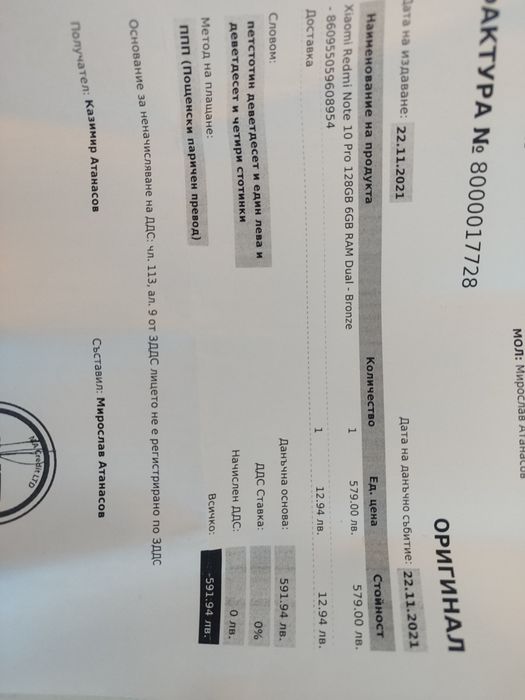 МОЛ: Мирослав Атанасов
ФАКТУРА № 8000017728
ОРИГИНАЛ
Дата на издаване: 22.11.2021
Дата на данъчно събитие: 22.11.2021
Наименование на продукта Количество Ед. цена Стойност
Xiaomi Redmi Note 10 Pro 128GB 6GB RAM Dual - Bronze 1 579.00 лв. 579.00 лв.
- 860955059608954
Доставка 1 12.94 лв. 12.94 лв.
Словом:
петстотин деветдесет и един лева и
деветдесет и четири стотинки
Данъчна основа: 591.94 лв.
ДДС Ставка: 0%
Начислен ДДС: 0 лв.
Всичко: 591.94 лв.
Метод на плащане:
ППП (Пощенски паричен превод)
Основание за неначисляване на ДДС: чл. 113, ал. 9 от ЗДДС лицето не е регистрирано по ЗДДС
Получател: Казимир Атанасов
Съставил: Мирослав Атанасов
Credit LTD